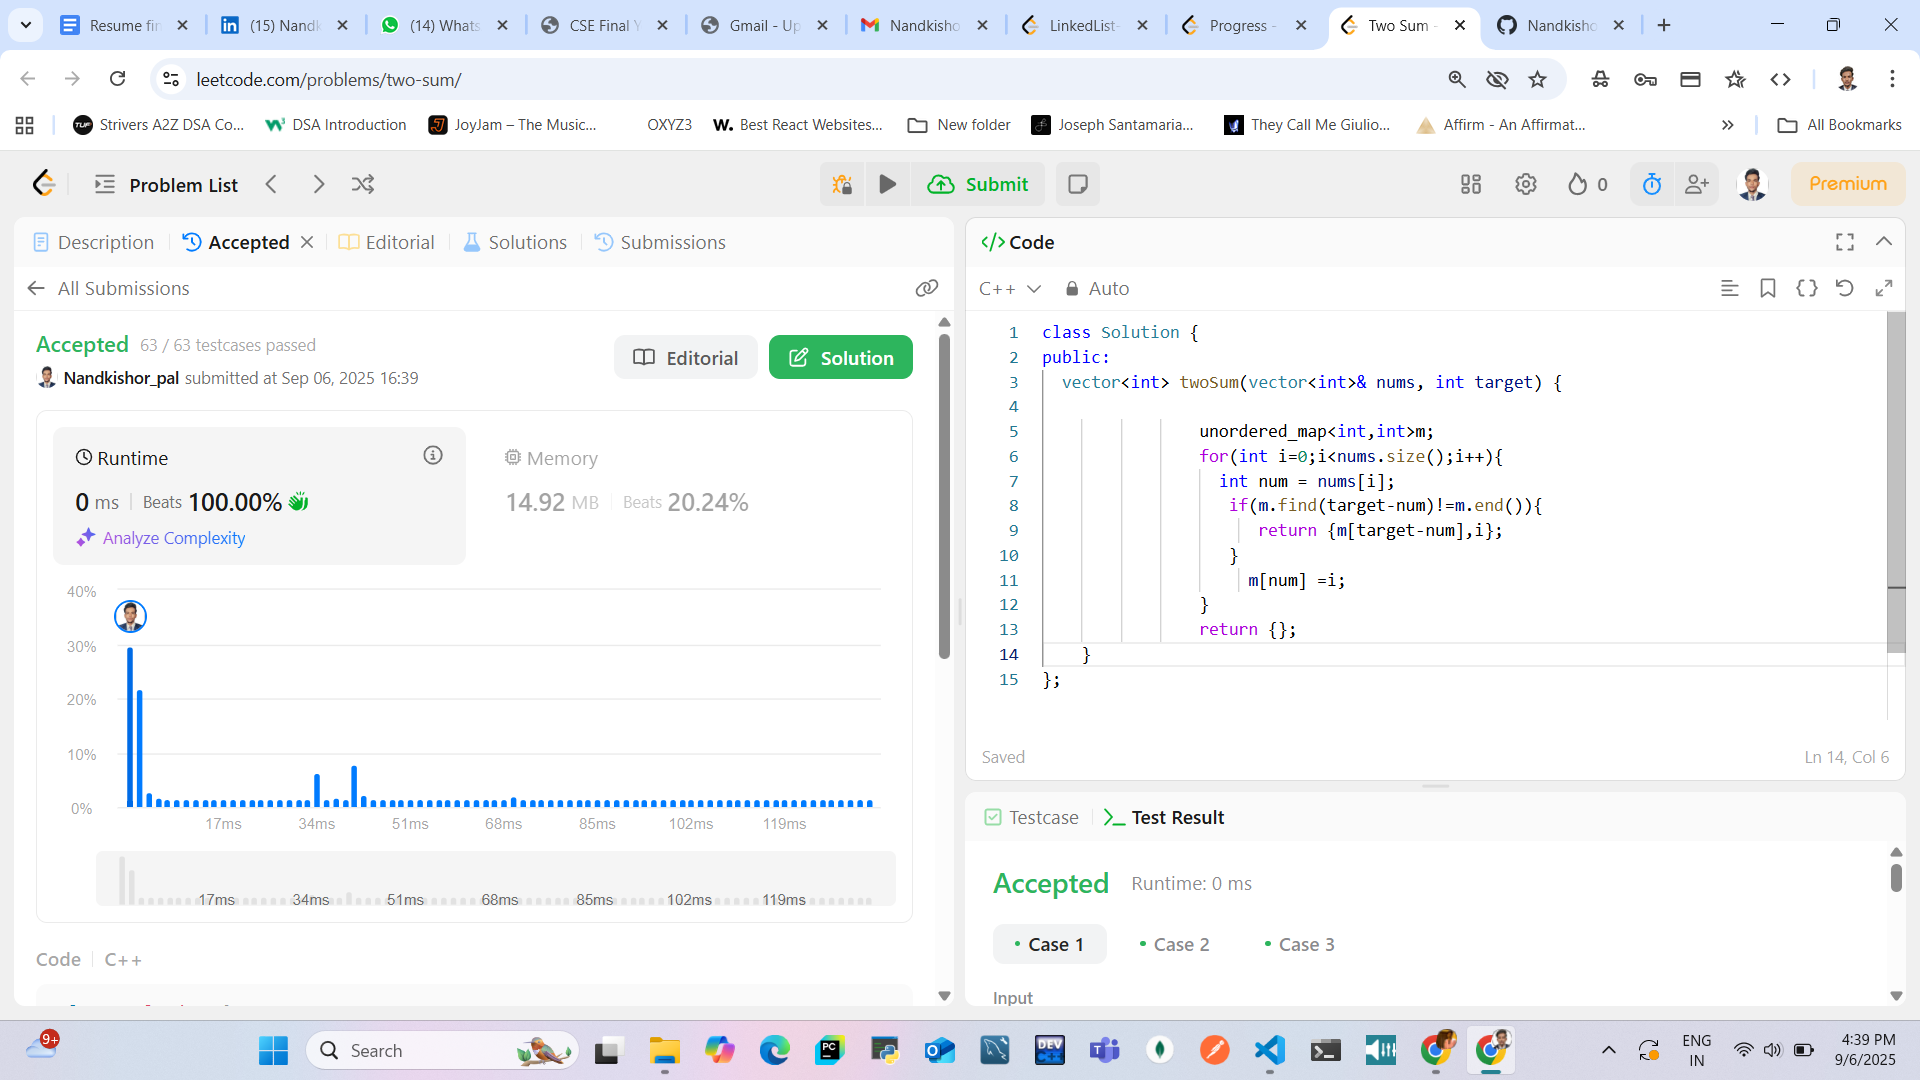 Resume fin
(15) Nandk
(14) Whats
CSE Final Y
Gmail - Up
Nandkisho
LinkedList-
Progress -
Two Sum -
Nandkisho
leetcode.com/problems/two-sum/
Strivers A2Z DSA Co...
DSA Introduction
JoyJam – The Music...
OXYZ3
W. Best React Websites...
New folder
Joseph Santamaria...
They Call Me Giulio...
Affirm - An Affirmat...
All Bookmarks
Problem List
Submit
0
Premium
Description
Accepted
Editorial
Solutions
Submissions
All Submissions
Accepted 63 / 63 testcases passed
Nandkishor_pal submitted at Sep 06, 2025 16:39
Editorial
Solution
Runtime
0 ms Beats 100.00%
Analyze Complexity
Memory
14.92 MB Beats 20.24%
40%
30%
20%
10%
0%
17ms 34ms 51ms 68ms 85ms 102ms 119ms
17ms 34ms 51ms 68ms 85ms 102ms 119ms
Code C++
</> Code
C++ Auto
1 class Solution {
2 public:
3 vector<int> twoSum(vector<int>& nums, int target) {
4
5 unordered_map<int,int>m;
6 for(int i=0;i<nums.size();i++){
7 int num = nums[i];
8 if(m.find(target-num)!=m.end()){
9 return {m[target-num],i};
10 }
11 m[num] =i;
12 }
13 return {};
14 }
15 };
Saved
Ln 14, Col 6
Testcase
Test Result
Accepted Runtime: 0 ms
Case 1 Case 2 Case 3
Input
9+
Search
PC
DEV C++
ENG
IN
4:39 PM
9/6/2025